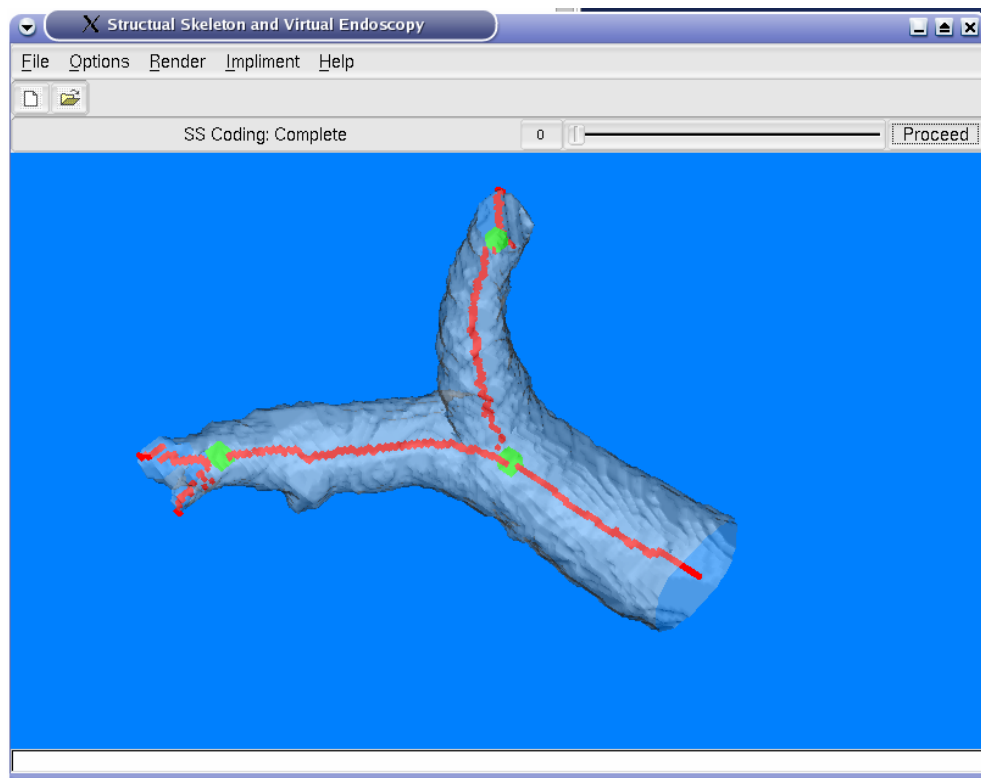 X Structual Skeleton and Virtual Endoscopy
File Options Render Impliment Help
SS Coding: Complete 0 Proceed